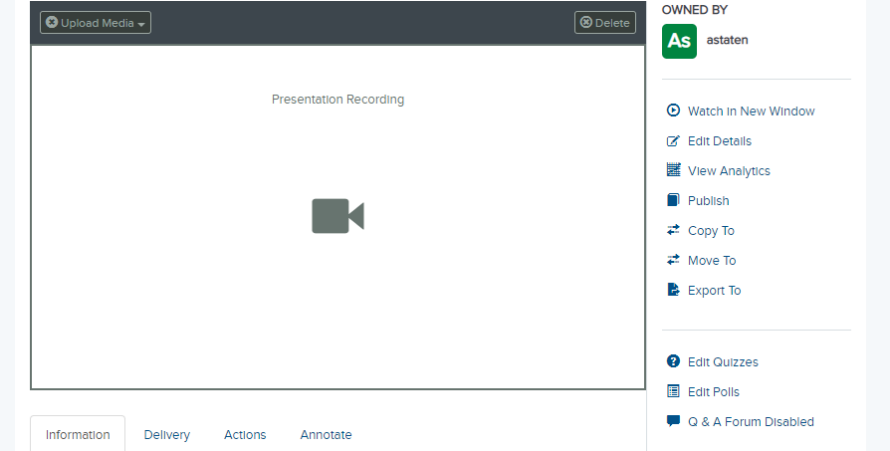 Upload Media
Delete
Presentation Recording
OWNED BY
As
astaten
Watch in New Window
Edit Details
View Analytics
Publish
Copy To
Move To
Export To
Edit Quizzes
Edit Polls
Q & A Forum Disabled
Information
Delivery
Actions
Annotate